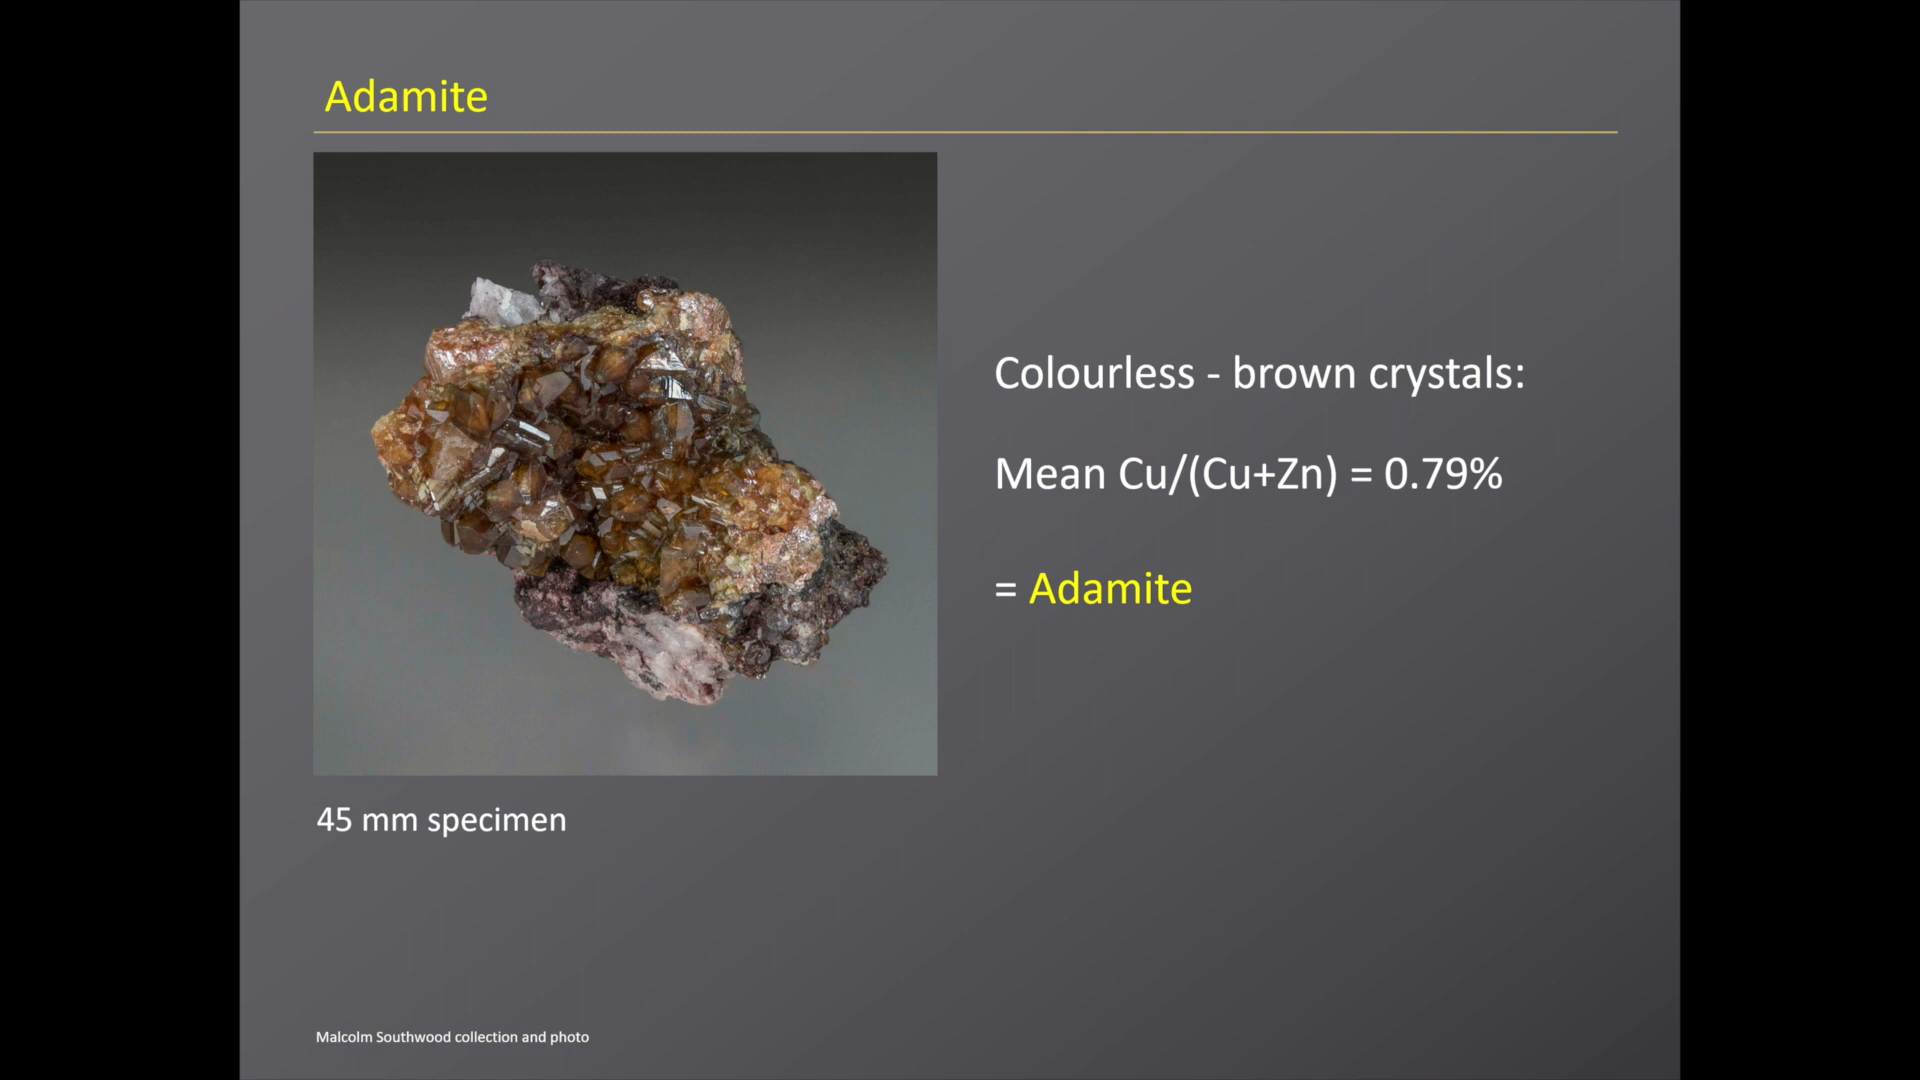 Adamite
Colourless - brown crystals:
Mean Cu/(Cu+Zn) = 0.79%
= Adamite
45 mm specimen
Malcolm Southwood collection and photo